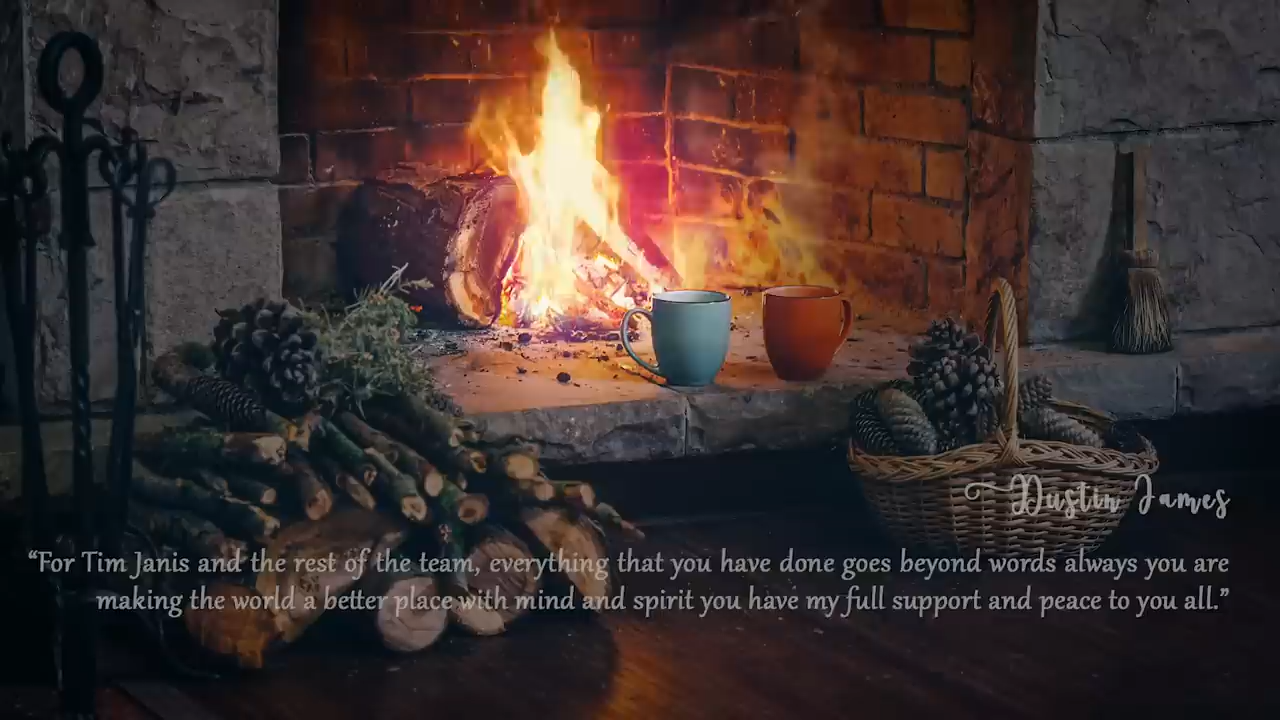 Dustin James
“For Tim Janis and the rest of the team, everything that you have done goes beyond words always you are
making the world a better place with mind and spirit you have my full support and peace to you all.”